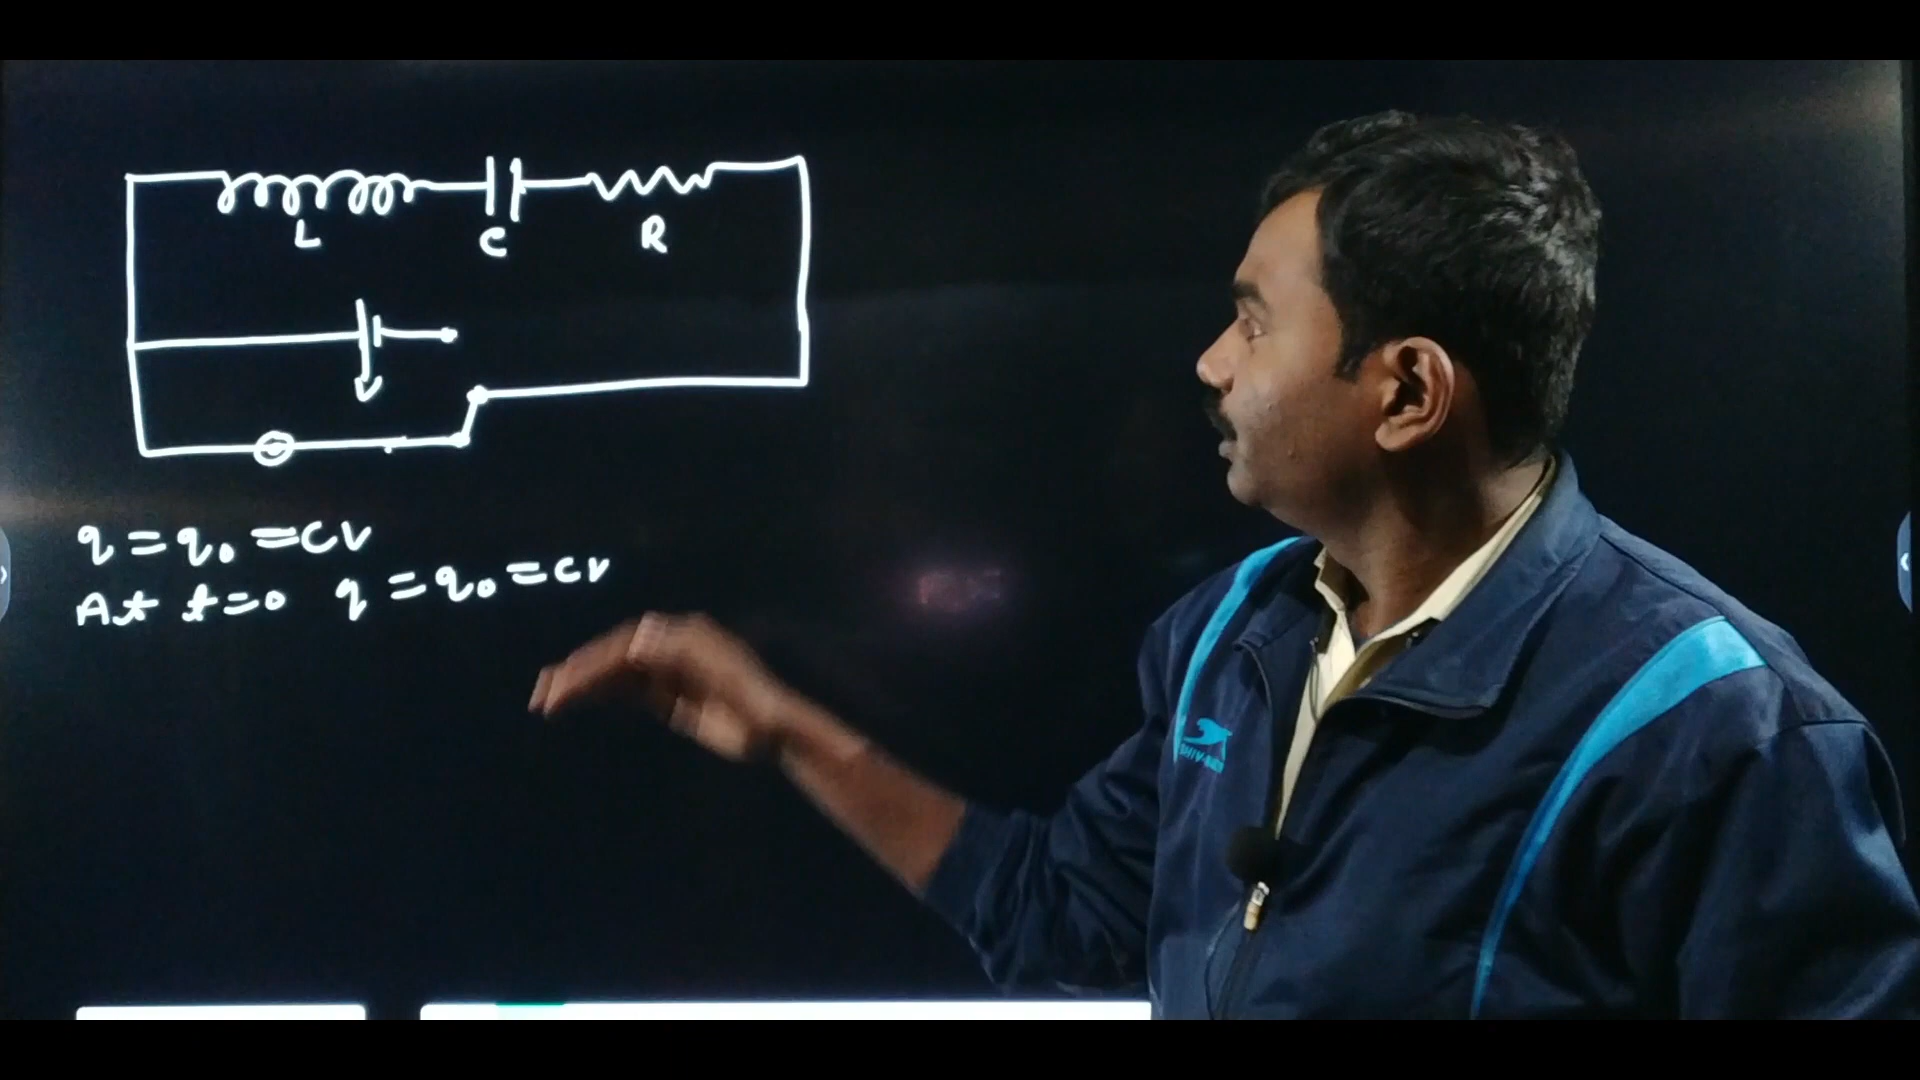 L C R
q = q₀ = CV
At t=0 q = q₀ = CV